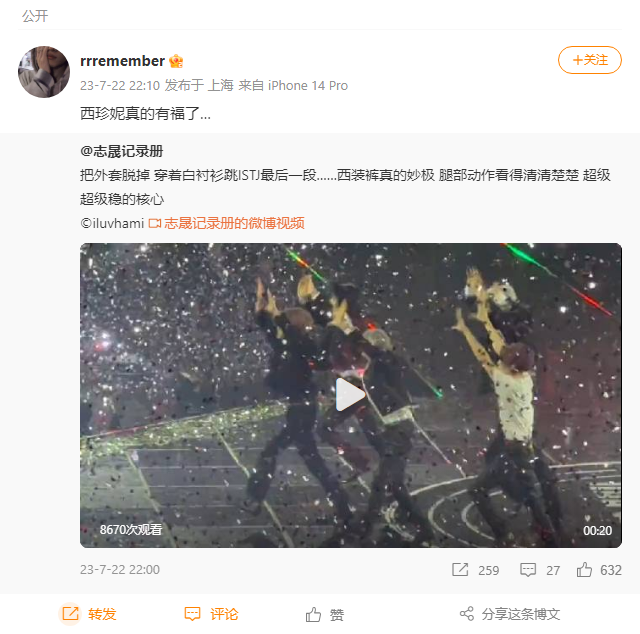 公开
rrremember
+关注
23-7-22 22:10 发布于 上海 来自 iPhone 14 Pro
西珍妮真的有福了...
@志晟记录册
把外套脱掉 穿着白衬衫跳ISTJ最后一段......西装裤真的妙极 腿部动作看得清清楚楚 超级
超级稳的核心
©iluvhami 志晟记录册的微博视频
8670次观看
00:20
23-7-22 22:00
259
27
632
转发
评论
赞
分享这条博文